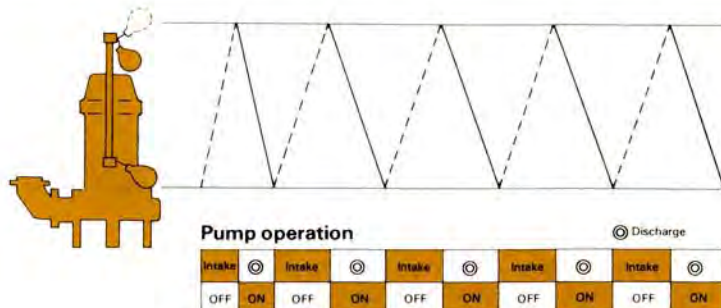 Pump operation
◎ Discharge
Intake ◎ Intake ◎ Intake ◎ Intake ◎ Intake ◎
OFF ON OFF ON OFF ON OFF ON OFF ON